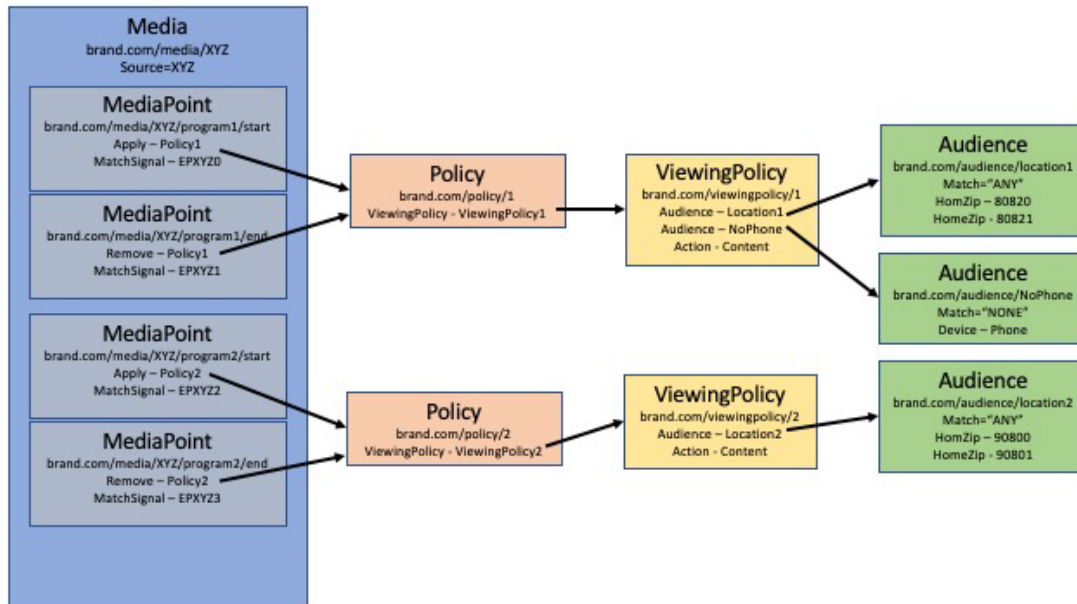 Media
brand.com/media/XYZ
Source=XYZ
MediaPoint
brand.com/media/XYZ/program1/start
Apply – Policy1
MatchSignal – EPXYZ0
MediaPoint
brand.com/media/XYZ/program1/end
Remove – Policy1
MatchSignal – EPXYZ1
MediaPoint
brand.com/media/XYZ/program2/start
Apply – Policy2
MatchSignal – EPXYZ2
MediaPoint
brand.com/media/XYZ/program2/end
Remove – Policy2
MatchSignal – EPXYZ3
Policy
brand.com/policy/1
ViewingPolicy - ViewingPolicy1
Policy
brand.com/policy/2
ViewingPolicy - ViewingPolicy2
ViewingPolicy
brand.com/viewingpolicy/1
Audience – Location1
Audience – NoPhone
Action - Content
ViewingPolicy
brand.com/viewingpolicy/2
Audience – Location2
Action - Content
Audience
brand.com/audience/location1
Match="ANY"
HomZip – 80820
HomeZip - 80821
Audience
brand.com/audience/NoPhone
Match="NONE"
Device – Phone
Audience
brand.com/audience/location2
Match="ANY"
HomZip – 90800
HomeZip - 90801